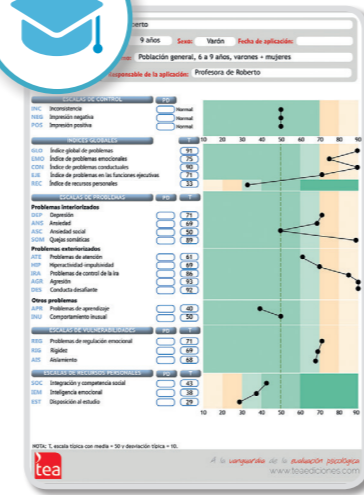 berto
9 años Sexo: Varón Fecha de aplicación:
Población general, 6 a 9 años, varones + mujeres
sponsable de la aplicación: Profesora de Roberto
ESCALAS DE CONTROL PD
INC Inconsistencia Normal
NEG Impresión negativa Normal
POS Impresión positiva Normal
ÍNDICES GLOBALES T 10 20 30 40 50 60 70 80 90
GLO Índice global de problemas 91
EMO Índice de problemas emocionales 75
CON Índice de problemas conductuales 90
EJE Índice de problemas en las funciones ejecutivas 71
REC Índice de recursos personales 33
ESCALAS DE PROBLEMAS PD T
Problemas interiorizados
DEP Depresión 71
ANS Ansiedad 69
ASC Ansiedad social 50
SOM Quejas somáticas 89
Problemas exteriorizados
ATE Problemas de atención 61
HIP Hiperactividad-impulsividad 69
IRA Problemas de control de la ira 86
AGR Agresión 93
DES Conducta desafiante 92
Otros problemas
APR Problemas de aprendizaje 40
INU Comportamiento inusual 50
ESCALAS DE VULNERABILIDADES PD T
REG Problemas de regulación emocional 71
RIG Rigidez 69
AIS Aislamiento 68
ESCALAS DE RECURSOS PERSONALES PD T
SOC Integración y competencia social 43
IEM Inteligencia emocional 38
EST Disposición al estudio 29
10 20 30 40 50 60 70 80 90
NOTA: T, escala típica con media = 50 y desviación típica = 10.
tea
A la vanguardia de la evaluación psicológica
www.teaediciones.com